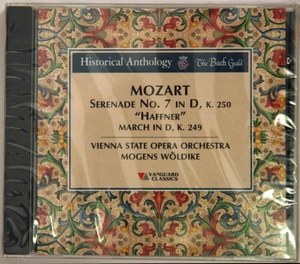 Historical Anthology The Bach Guild
MOZART
SERENADE NO. 7 IN D, K. 250
"HAFFNER"
MARCH IN D, K. 249
VIENNA STATE OPERA ORCHESTRA
MOGENS WÖLDIKE
VANGUARD
CLASSICS